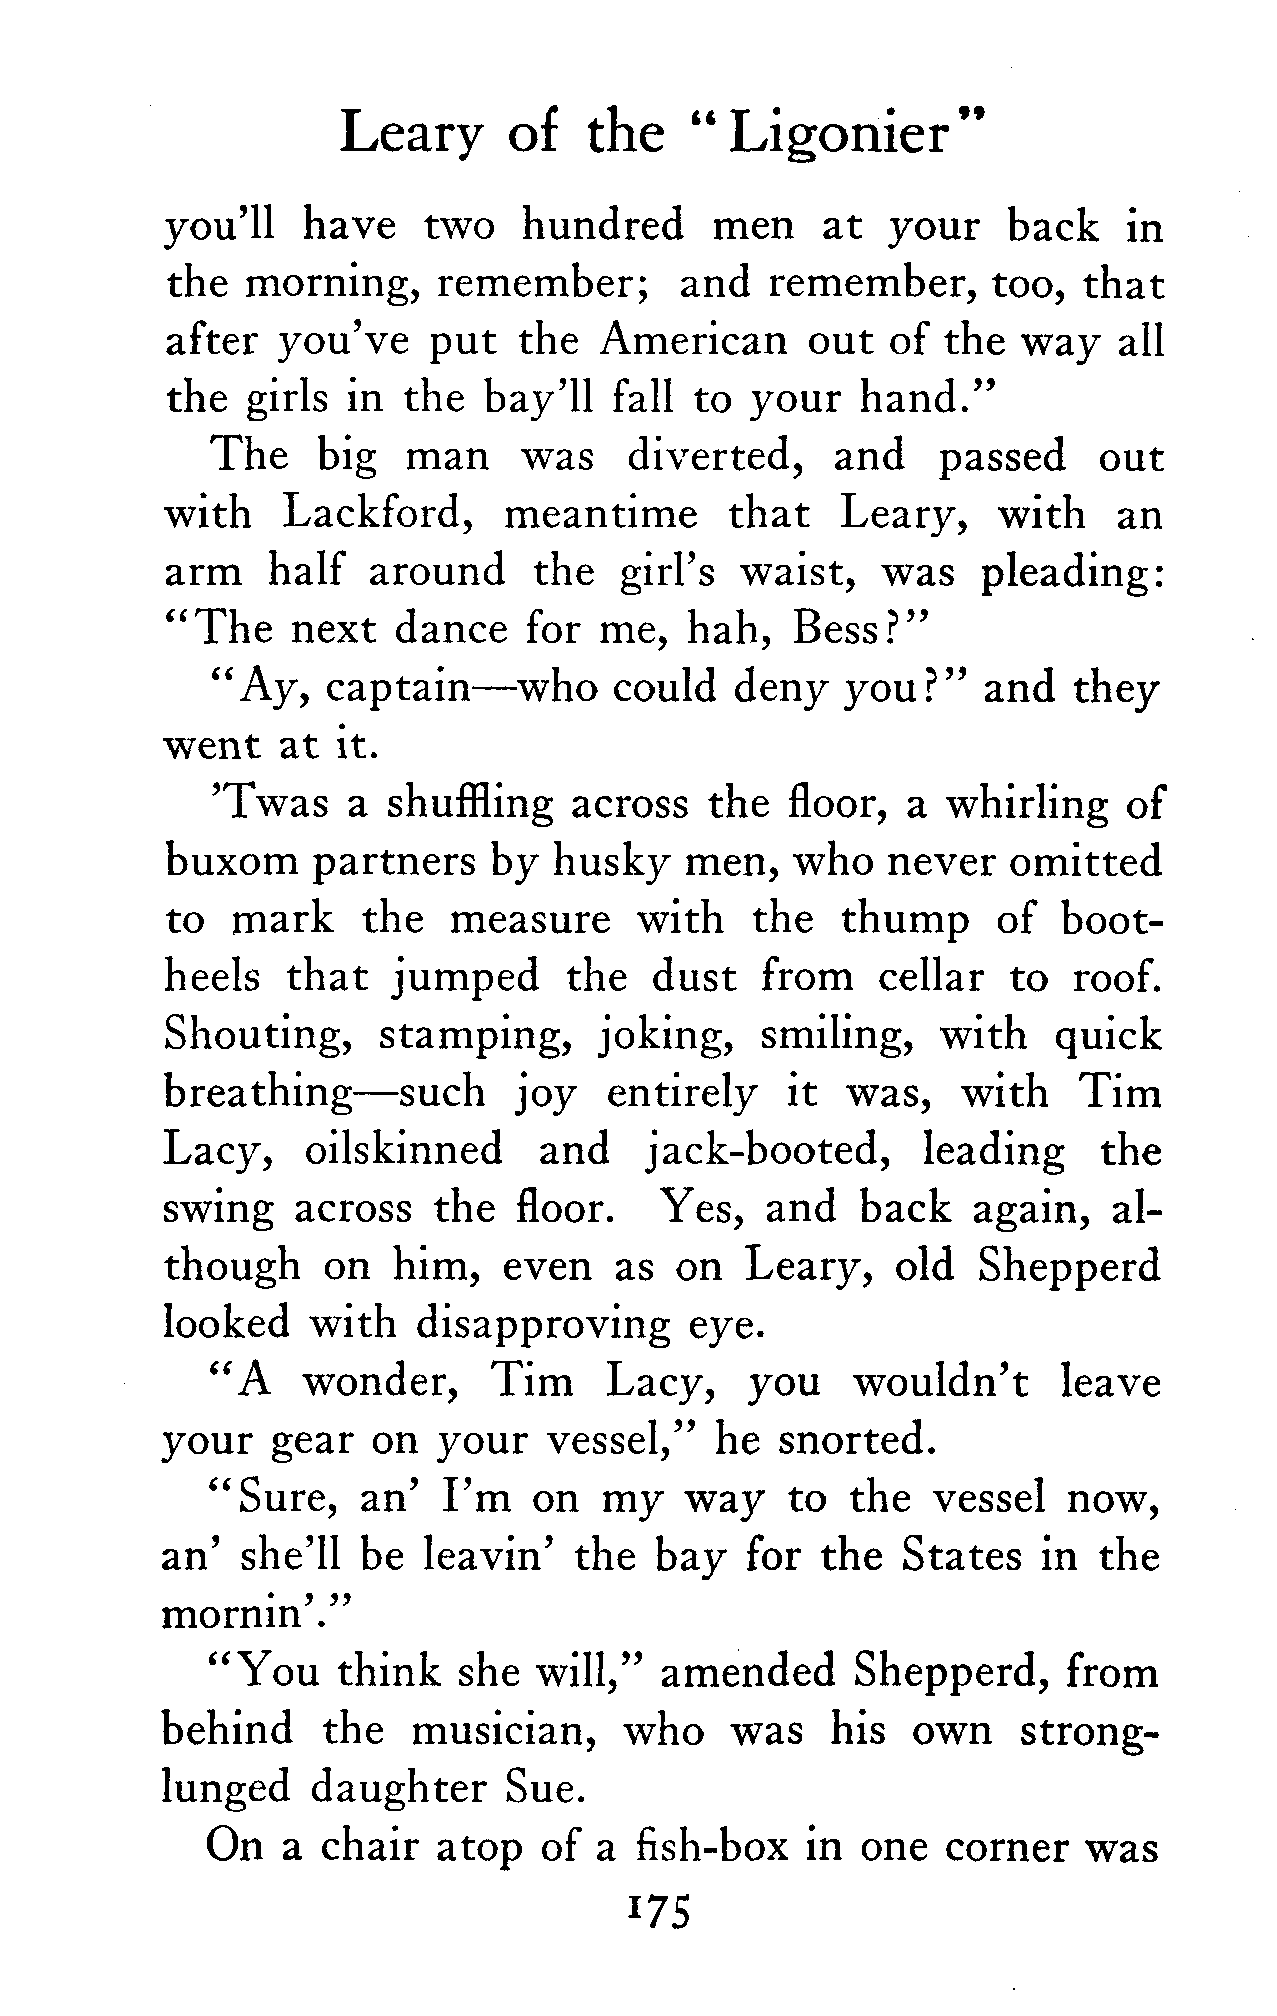 Leary of the "Ligonier"
you'll have two hundred men at your back in
the morning, remember; and remember, too, that
after you've put the American out of the way all
the girls in the bay'll fall to your hand."
The big man was diverted, and passed out
with Lackford, meantime that Leary, with an
arm half around the girl's waist, was pleading:
"The next dance for me, hah, Bess?"
"Ay, captain—who could deny you?" and they
went at it.
'Twas a shuffling across the floor, a whirling of
buxom partners by husky men, who never omitted
to mark the measure with the thump of boot-
heels that jumped the dust from cellar to roof.
Shouting, stamping, joking, smiling, with quick
breathing—such joy entirely it was, with Tim
Lacy, oilskinned and jack-booted, leading the
swing across the floor. Yes, and back again, al-
though on him, even as on Leary, old Shepperd
looked with disapproving eye.
"A wonder, Tim Lacy, you wouldn't leave
your gear on your vessel," he snorted.
"Sure, an' I'm on my way to the vessel now,
an' she'll be leavin' the bay for the States in the
mornin'."
"You think she will," amended Shepperd, from
behind the musician, who was his own strong-
lunged daughter Sue.
On a chair atop of a fish-box in one corner was
175